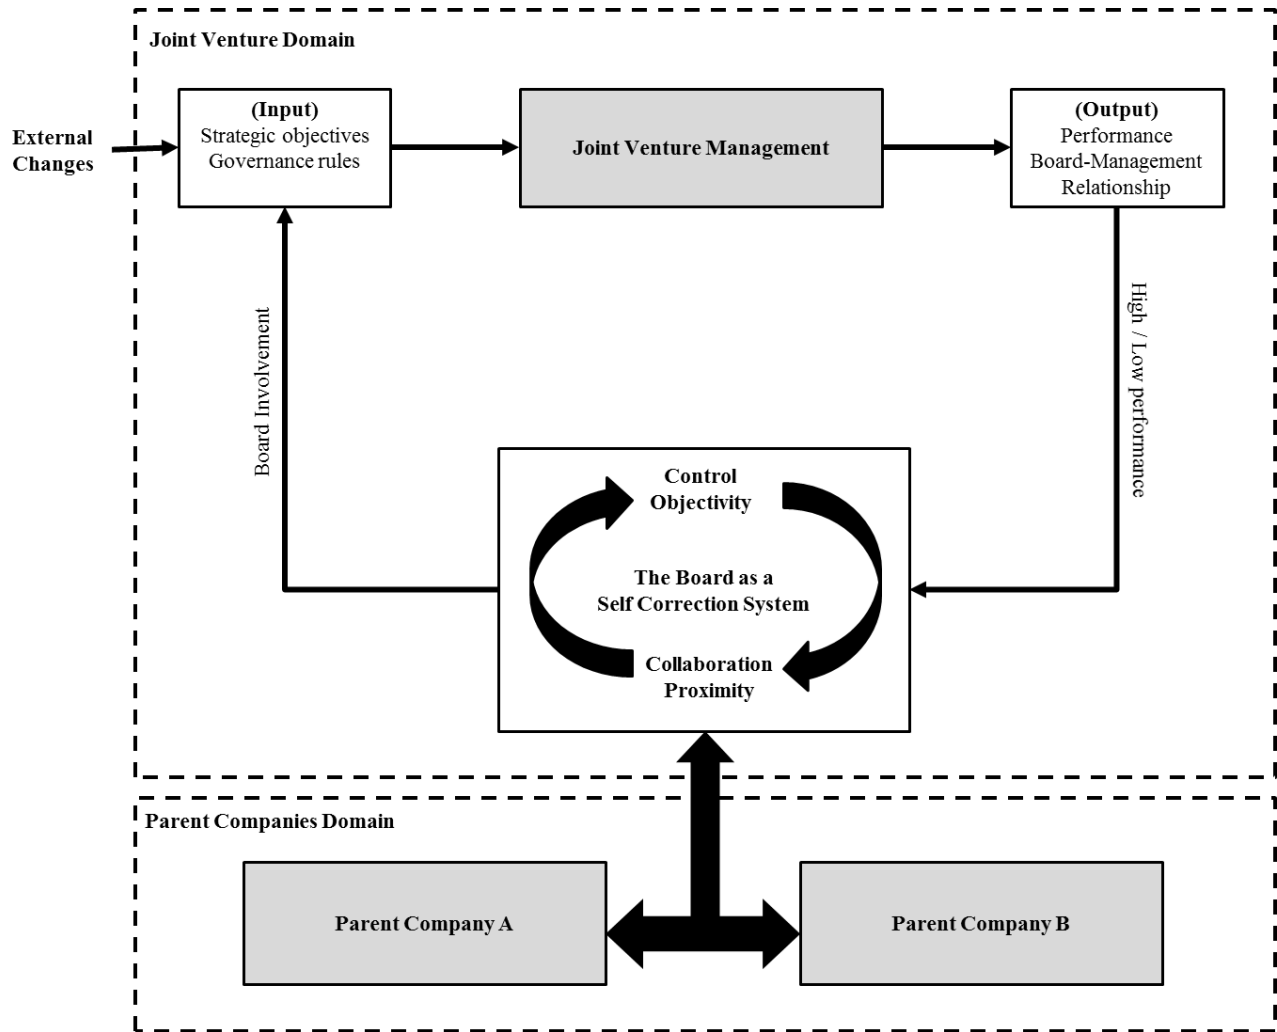 Joint Venture Domain
External
Changes
(Input)
Strategic objectives
Governance rules
Joint Venture Management
(Output)
Performance
Board-Management
Relationship
Board Involvement
High / Low performance
Control
Objectivity
The Board as a
Self Correction System
Collaboration
Proximity
Parent Companies Domain
Parent Company A
Parent Company B